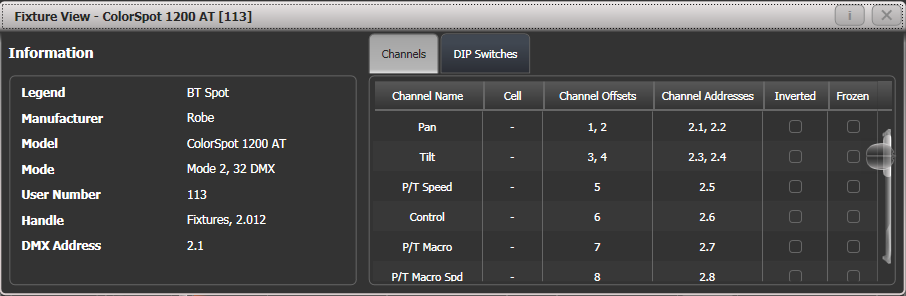 Fixture View - ColorSpot 1200 AT [113]
i
X
Information
Legend BT Spot
Manufacturer Robe
Model ColorSpot 1200 AT
Mode Mode 2, 32 DMX
User Number 113
Handle Fixtures, 2.012
DMX Address 2.1
Channels DIP Switches
Channel Name Cell Channel Offsets Channel Addresses Inverted Frozen
Pan - 1, 2 2.1, 2.2
Tilt - 3, 4 2.3, 2.4
P/T Speed - 5 2.5
Control - 6 2.6
P/T Macro - 7 2.7
P/T Macro Spd - 8 2.8